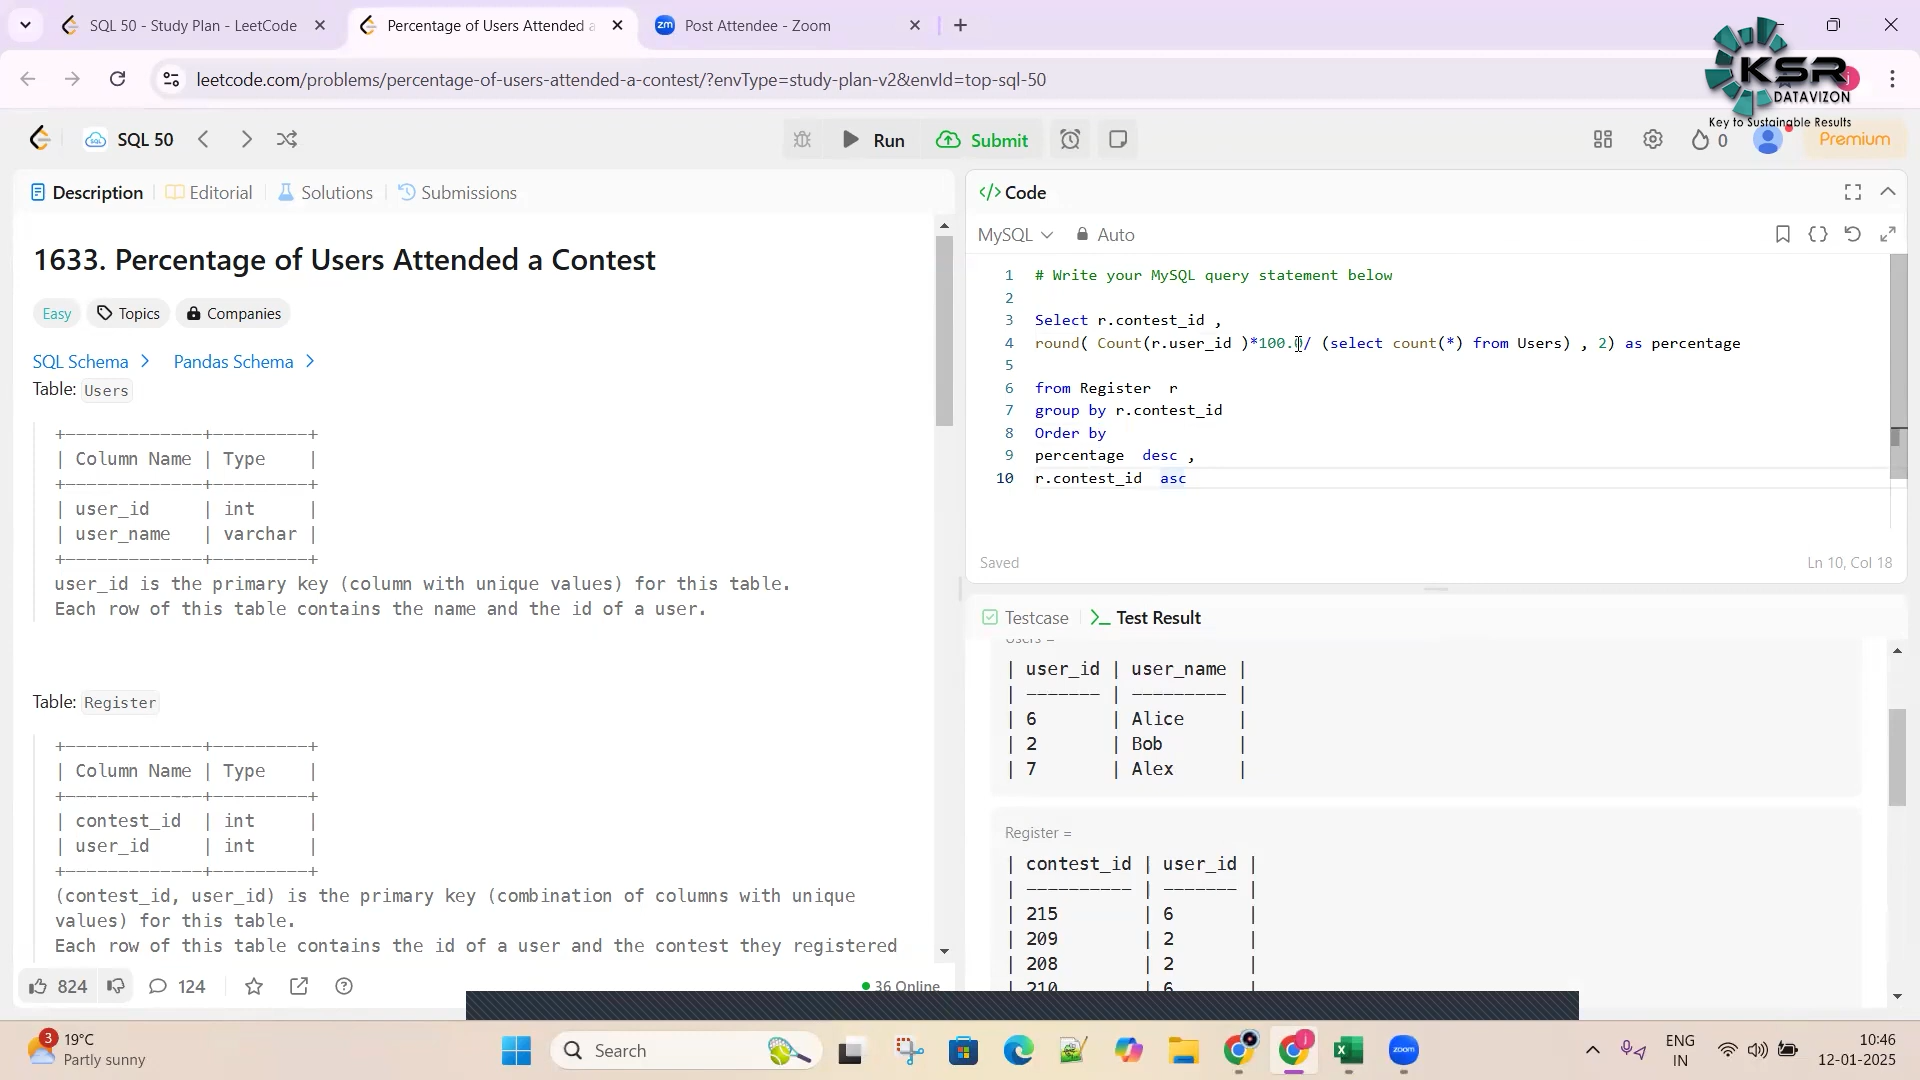 SQL 50 - Study Plan - LeetCode
Percentage of Users Attended a
zm Post Attendee - Zoom
leetcode.com/problems/percentage-of-users-attended-a-contest/?envType=study-plan-v2&envId=top-sql-50
KSR
DATAVIZON
Key to Sustainable Results
SQL 50
Run
Submit
0
Premium
Description
Editorial
Solutions
Submissions
1633. Percentage of Users Attended a Contest
Easy
Topics
Companies
SQL Schema
Pandas Schema
Table: Users
+-------------+---------+
| Column Name | Type    |
+-------------+---------+
| user_id     | int     |
| user_name   | varchar |
+-------------+---------+
user_id is the primary key (column with unique values) for this table.
Each row of this table contains the name and the id of a user.
Table: Register
+-------------+---------+
| Column Name | Type    |
+-------------+---------+
| contest_id  | int     |
| user_id     | int     |
+-------------+---------+
(contest_id, user_id) is the primary key (combination of columns with unique
values) for this table.
Each row of this table contains the id of a user and the contest they registered
824
124
36 Online
</> Code
MySQL
Auto
1 # Write your MySQL query statement below
2
3 Select r.contest_id ,
4 round( Count(r.user_id )*100.0/ (select count(*) from Users) , 2) as percentage
5
6 from Register  r
7 group by r.contest_id
8 Order by
9 percentage  desc ,
10 r.contest_id  asc
Saved
Ln 10, Col 18
Testcase
>_ Test Result
Users =
| user_id | user_name |
| ------- | --------- |
| 6       | Alice     |
| 2       | Bob       |
| 7       | Alex      |
Register =
| contest_id | user_id |
| ---------- | ------- |
| 215        | 6       |
| 209        | 2       |
| 208        | 2       |
| 210        | 6       |
3
19°C
Partly sunny
Search
zoom
ENG
IN
10:46
12-01-2025